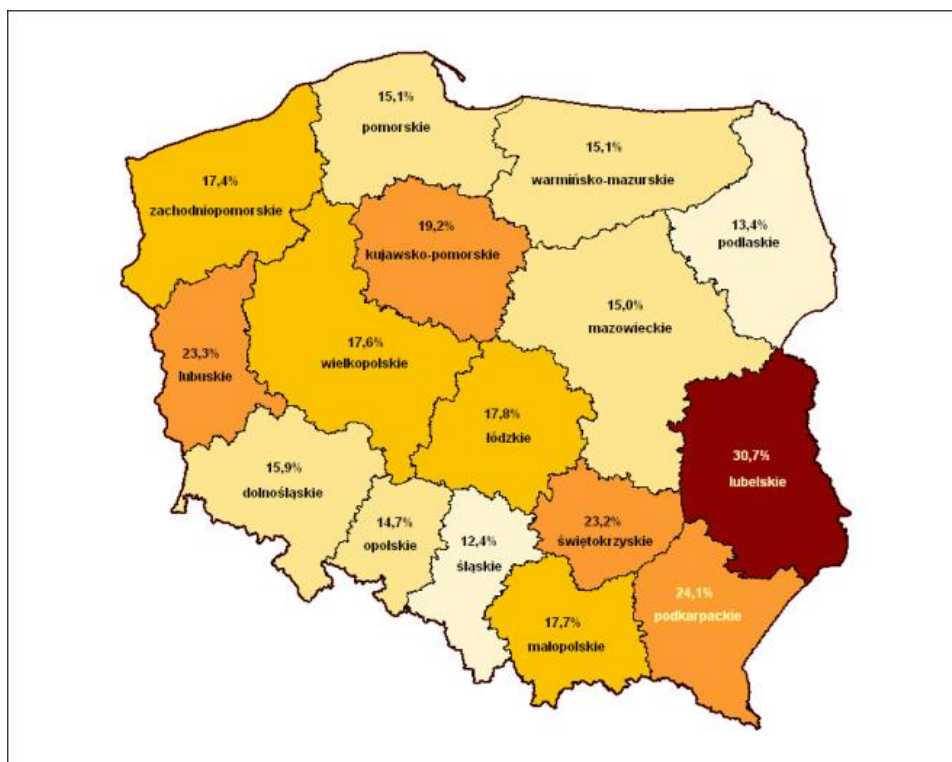 15,1%
pomorskie
15,1%
warmińsko-mazurskie
17,4%
zachodniopomorskie
19,2%
kujawsko-pomorskie
13,4%
podlaskie
15,0%
mazowieckie
23,3%
lubuskie
17,6%
wielkopolskie
17,8%
łódzkie
30,7%
lubelskie
15,9%
dolnośląskie
14,7%
opolskie
12,4%
śląskie
23,2%
świętokrzyskie
24,1%
podkarpackie
17,7%
małopolskie